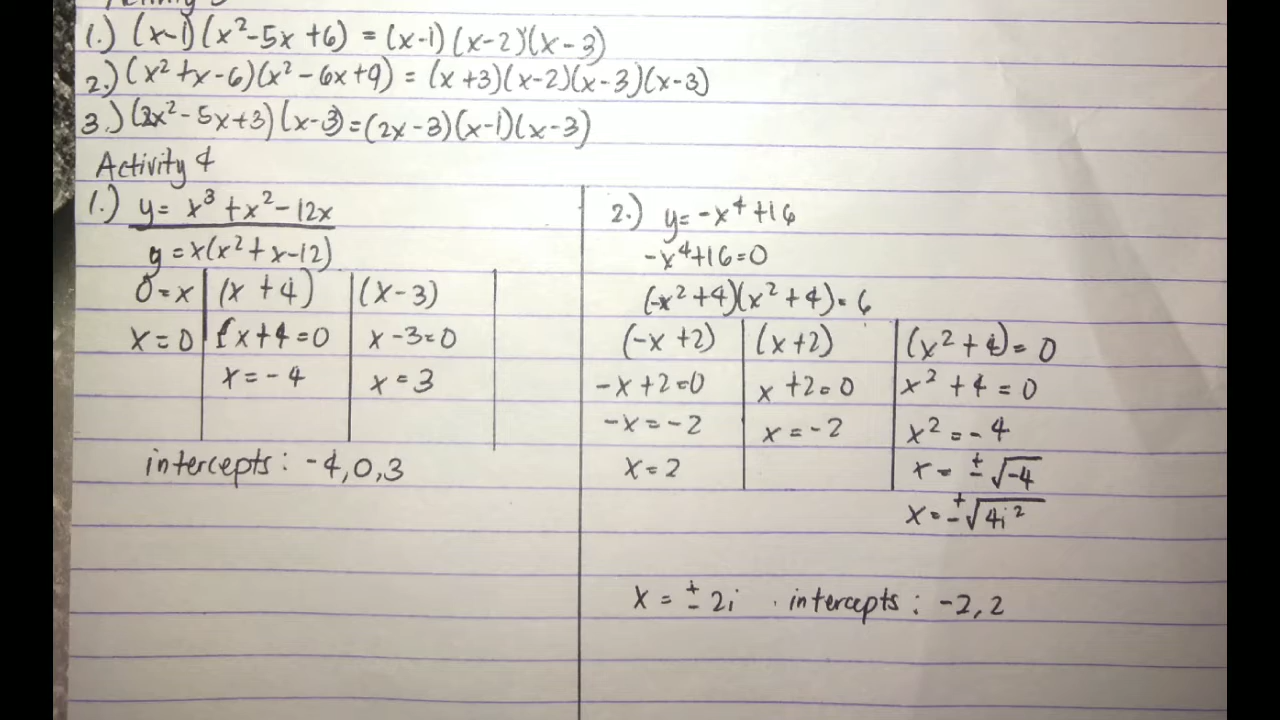 1.) (x-1)(x²-5x+6) = (x-1)(x-2)(x-3)
2.) (x²+x-6)(x²-6x+9) = (x+3)(x-2)(x-3)(x-3)
3.) (2x²-5x+3)(x-3)=(2x-3)(x-1)(x-3)
Activity 4
1.) y= x³+x²-12x
y=x(x²+x-12)
0=x (x+4) (x-3)
x=0 x+4=0 x-3=0
x=-4 x=3
intercepts: -4,0,3
2.) y=-x⁴+16
-x⁴+16=0
(-x²+4)(x²+4)=6
(-x+2) (x+2) (x²+4)=0
-x+2=0 x+2=0 x²+4=0
-x=-2 x=-2 x²=-4
x=2 x=±√-4
x=±√4i²
x=±2i intercepts: -2,2